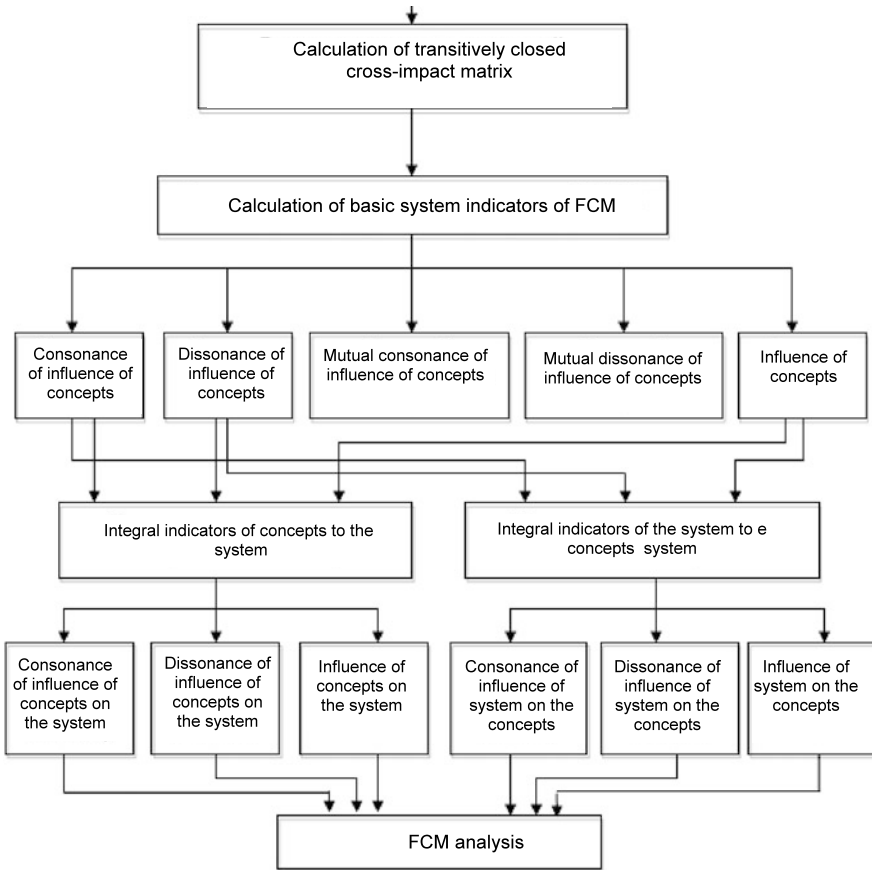 Calculation of transitively closed
cross-impact matrix
Calculation of basic system indicators of FCM
Consonance
of influence of
concepts
Dissonance of
influence of
concepts
Mutual consonance of
influence of concepts
Mutual dissonance of
influence of concepts
Influence of
concepts
Integral indicators of concepts to the
system
Integral indicators of the system to e
concepts system
Consonance
of influence of
concepts on
the system
Dissonance of
influence of
concepts on
the system
Influence of
concepts on
the system
Consonance of
influence of
system on the
concepts
Dissonance of
influence of
system on the
concepts
Influence of
system on the
concepts
FCM analysis